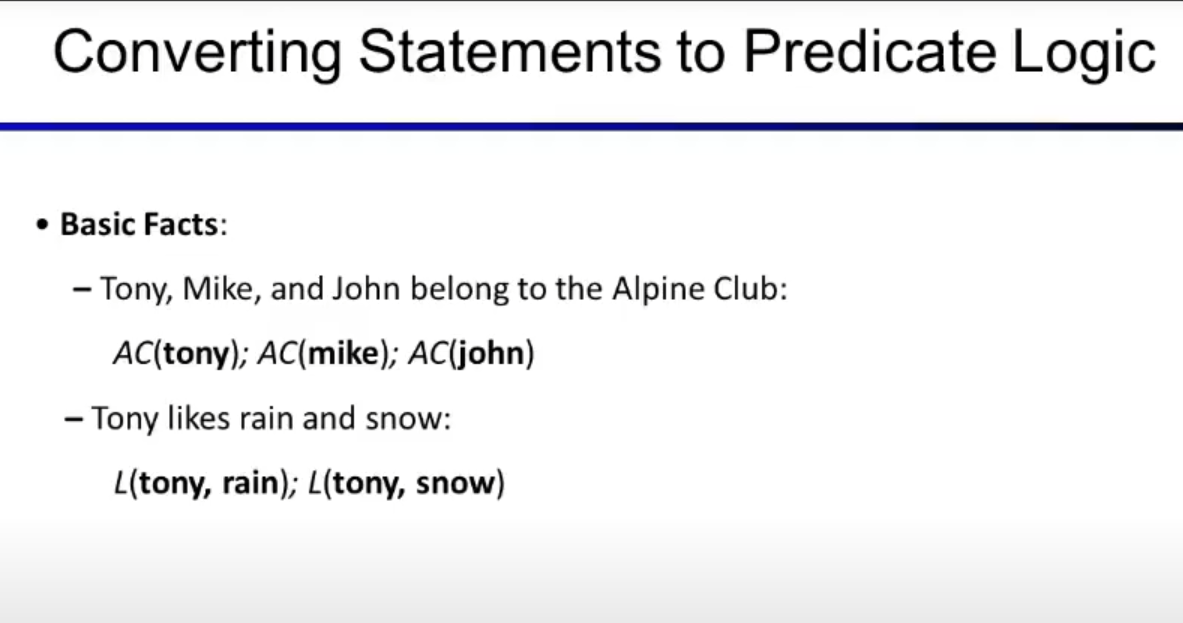 Converting Statements to Predicate Logic
• Basic Facts:
– Tony, Mike, and John belong to the Alpine Club:
AC(tony); AC(mike); AC(john)
– Tony likes rain and snow:
L(tony, rain); L(tony, snow)